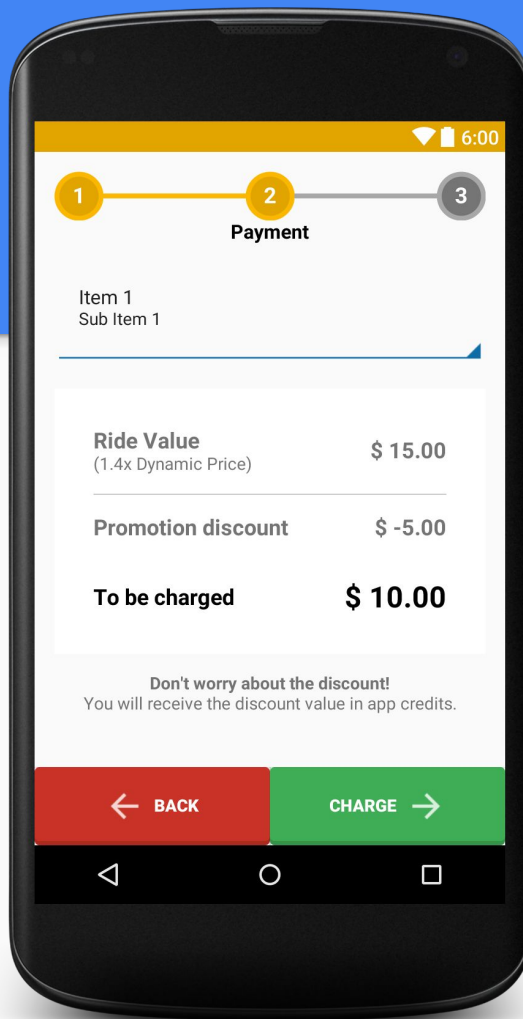 6:00
1
2
3
Payment
Item 1
Sub Item 1
Ride Value
$ 15.00
(1.4x Dynamic Price)
Promotion discount
$ -5.00
To be charged
$ 10.00
Don't worry about the discount!
You will receive the discount value in app credits.
BACK
CHARGE